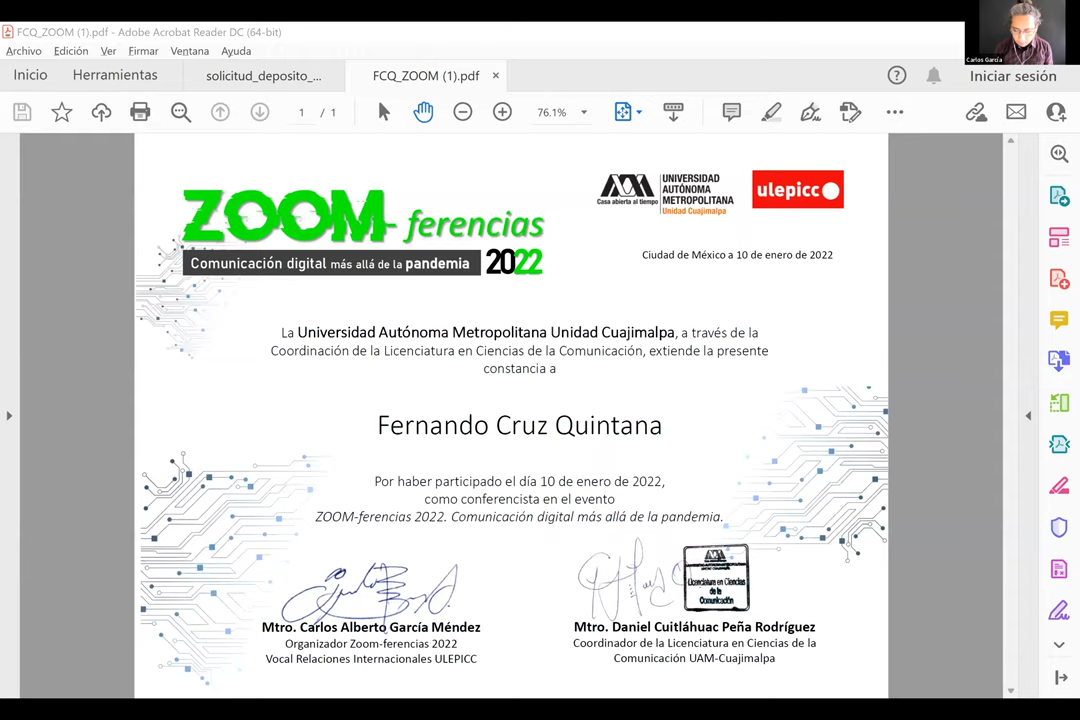 FCQ_ZOOM (1).pdf - Adobe Acrobat Reader DC (64-bit)
Archivo Edición Ver Firmar Ventana Ayuda
Carlos García
Inicio Herramientas solicitud_deposito_... FCQ_ZOOM (1).pdf × Iniciar sesión
1 / 1 76.1%
ZOOM-ferencias
Comunicación digital más allá de la pandemia 2022
Casa abierta al tiempo
UNIVERSIDAD
AUTÓNOMA
METROPOLITANA
Unidad Cuajimalpa
ulepicc
Ciudad de México a 10 de enero de 2022
La Universidad Autónoma Metropolitana Unidad Cuajimalpa, a través de la
Coordinación de la Licenciatura en Ciencias de la Comunicación, extiende la presente
constancia a
Fernando Cruz Quintana
Por haber participado el día 10 de enero de 2022,
como conferencista en el evento
ZOOM-ferencias 2022. Comunicación digital más allá de la pandemia.
Licenciatura en Ciencias
de la
Comunicación
Mtro. Carlos Alberto García Méndez
Organizador Zoom-ferencias 2022
Vocal Relaciones Internacionales ULEPICC
Mtro. Daniel Cuitláhuac Peña Rodríguez
Coordinador de la Licenciatura en Ciencias de la
Comunicación UAM-Cuajimalpa